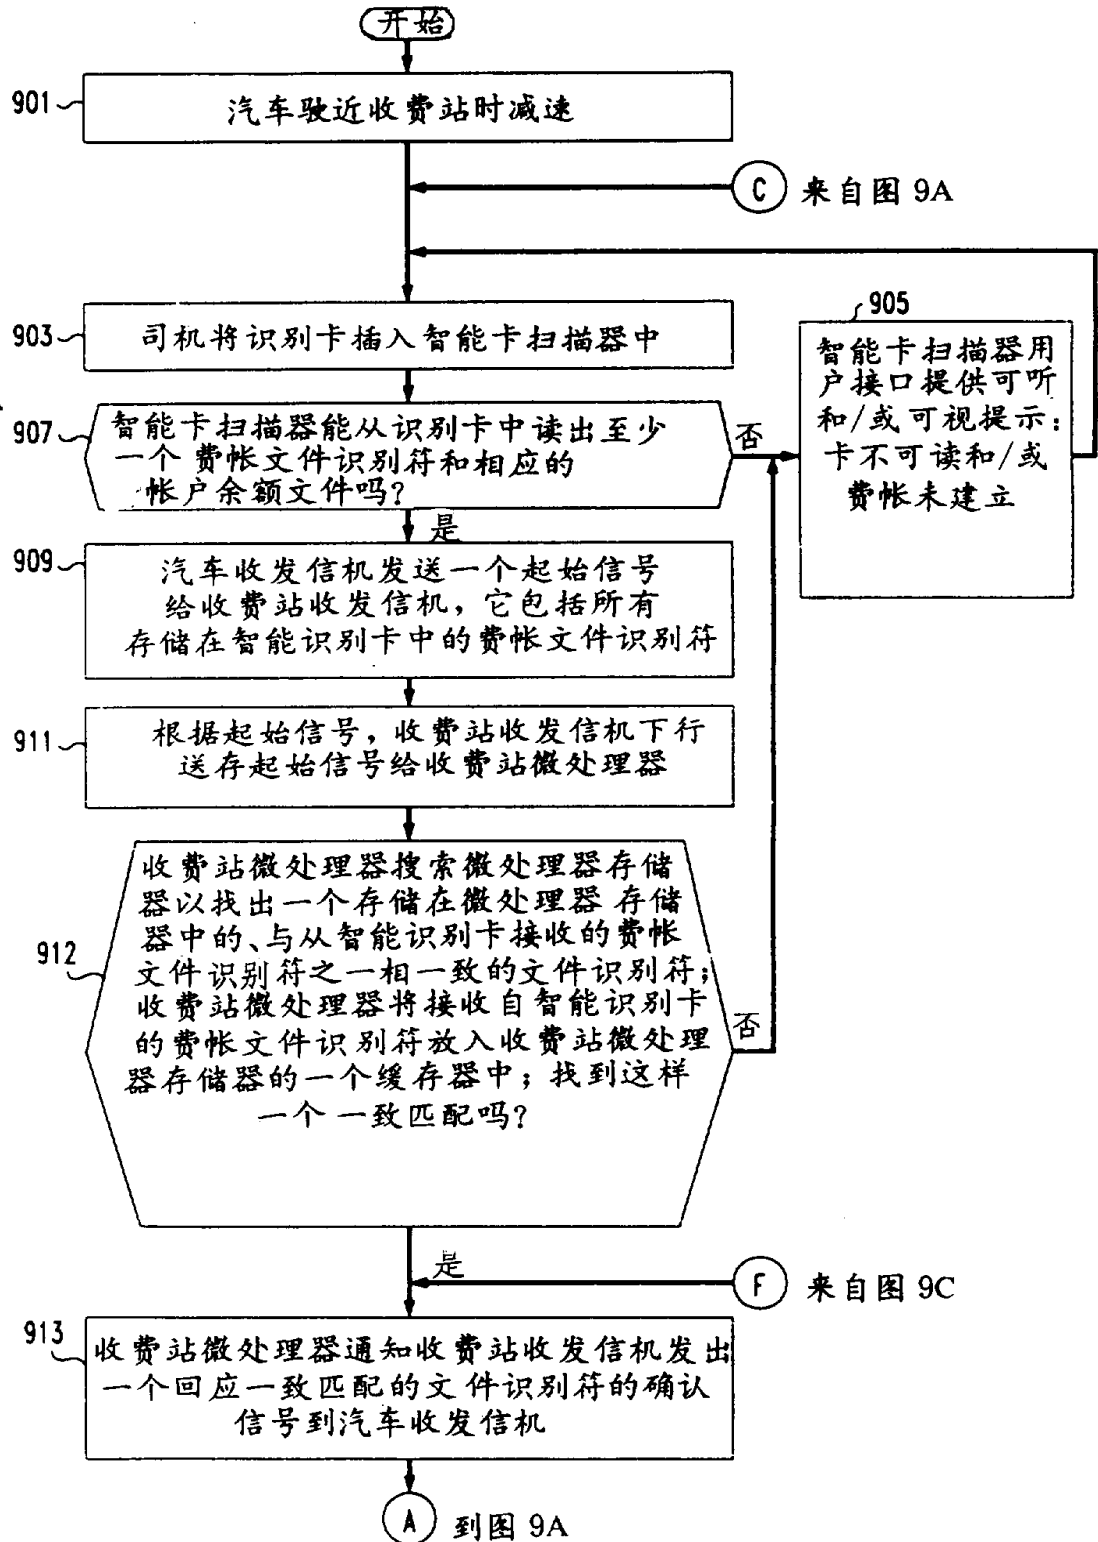 开始
901
汽车驶近收费站时减速
C 来自图 9A
903
司机将识别卡插入智能卡扫描器中
905
智能卡扫描器用
户接口提供可听
和/或可视提示:
卡不可读和/或
费帐未建立
907
智能卡扫描器能从识别卡中读出至少
一个费帐文件识别符和相应的
帐户余额文件吗?
否
是
909
汽车收发信机发送一个起始信号
给收费站收发信机,它包括所有
存储在智能识别卡中的费帐文件识别符
911
根据起始信号,收费站收发信机下行
送存起始信号给收费站微处理器
912
收费站微处理器搜索微处理器存储
器以找出一个存储在微处理器存储
器中的、与从智能识别卡接收的费帐
文件识别符之一相一致的文件识别符;
收费站微处理器将接收自智能识别卡
的费帐文件识别符放入收费站微处理
器存储器的一个缓存器中;找到这样
一个一致匹配吗?
否
是
F 来自图 9C
913
收费站微处理器通知收费站收发信机发出
一个回应一致匹配的文件识别符的确认
信号到汽车收发信机
A 到图 9A